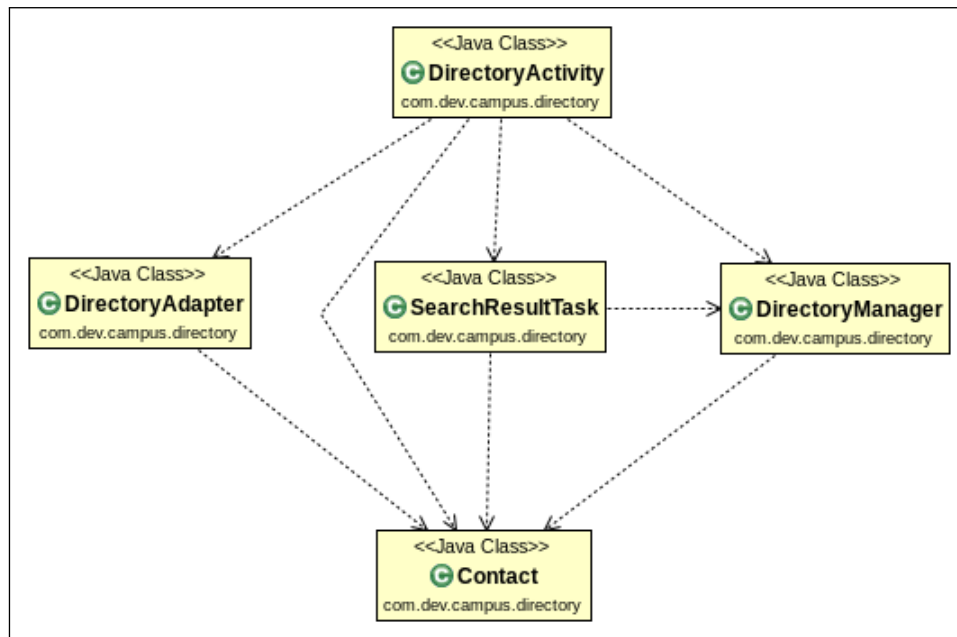 <<Java Class>>
C DirectoryActivity
com.dev.campus.directory
<<Java Class>>
C DirectoryAdapter
com.dev.campus.directory
<<Java Class>>
C SearchResultTask
com.dev.campus.directory
<<Java Class>>
C DirectoryManager
com.dev.campus.directory
<<Java Class>>
C Contact
com.dev.campus.directory